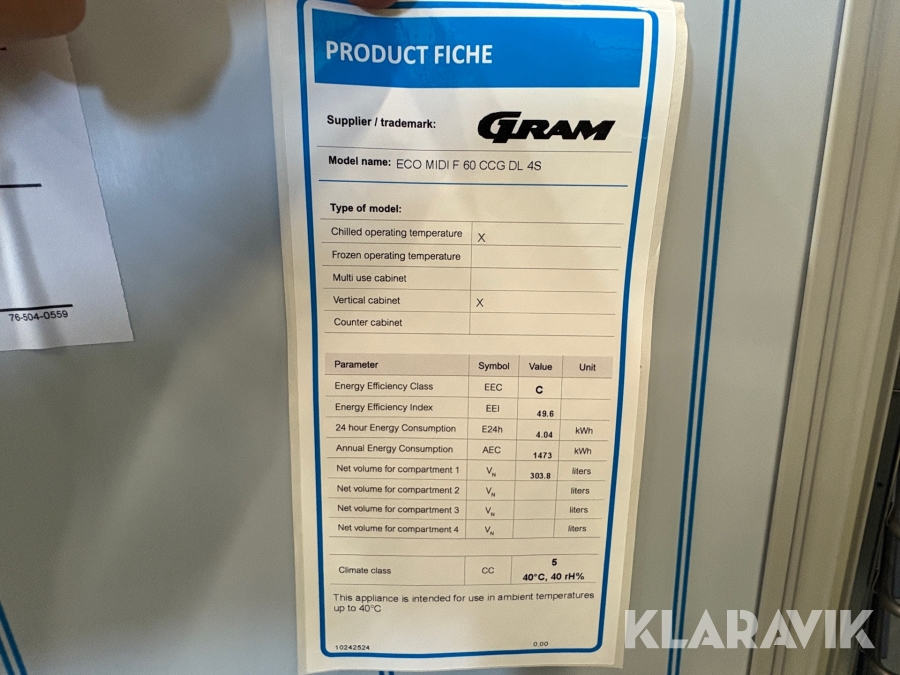 PRODUCT FICHE
Supplier / trademark: GRAM
Model name: ECO MIDI F 60 CCG DL 4S
Type of model:
Chilled operating temperature X
Frozen operating temperature
Multi use cabinet
Vertical cabinet X
Counter cabinet
Parameter Symbol Value Unit
Energy Efficiency Class EEC C
Energy Efficiency Index EEI 49.6
24 hour Energy Consumption E24h 4.04 kWh
Annual Energy Consumption AEC 1473 kWh
Net volume for compartment 1 VN 303.8 liters
Net volume for compartment 2 VN liters
Net volume for compartment 3 VN liters
Net volume for compartment 4 VN liters
Climate class CC 5
40°C, 40 rH%
This appliance is intended for use in ambient temperatures
up to 40°C
10242524 0,00
76-504-0559
KLARAVIK